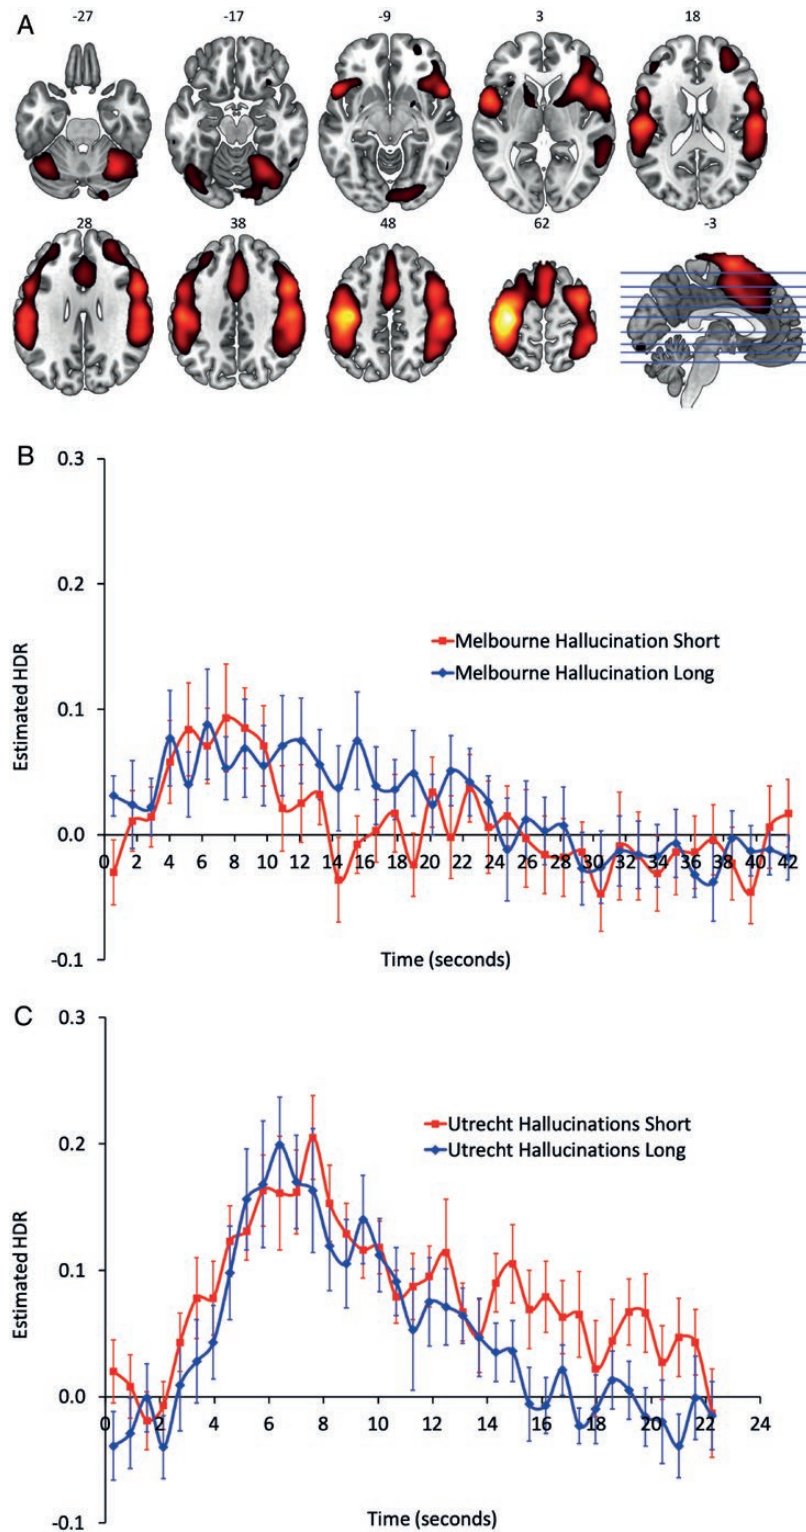 A
-27 -17 -9 3 18
28 38 48 62 -3
B
0.3
0.2
Melbourne Hallucination Short
Melbourne Hallucination Long
Estimated HDR
0.1
0.0
0 2 4 6 8 10 12 14 16 18 20 22 24 26 28 30 32 34 36 38 40 42
-0.1
Time (seconds)
C
0.3
Utrecht Hallucinations Short
Utrecht Hallucinations Long
0.2
Estimated HDR
0.1
0.0
0 2 4 6 8 10 12 14 16 18 20 22 24
-0.1
Time (seconds)